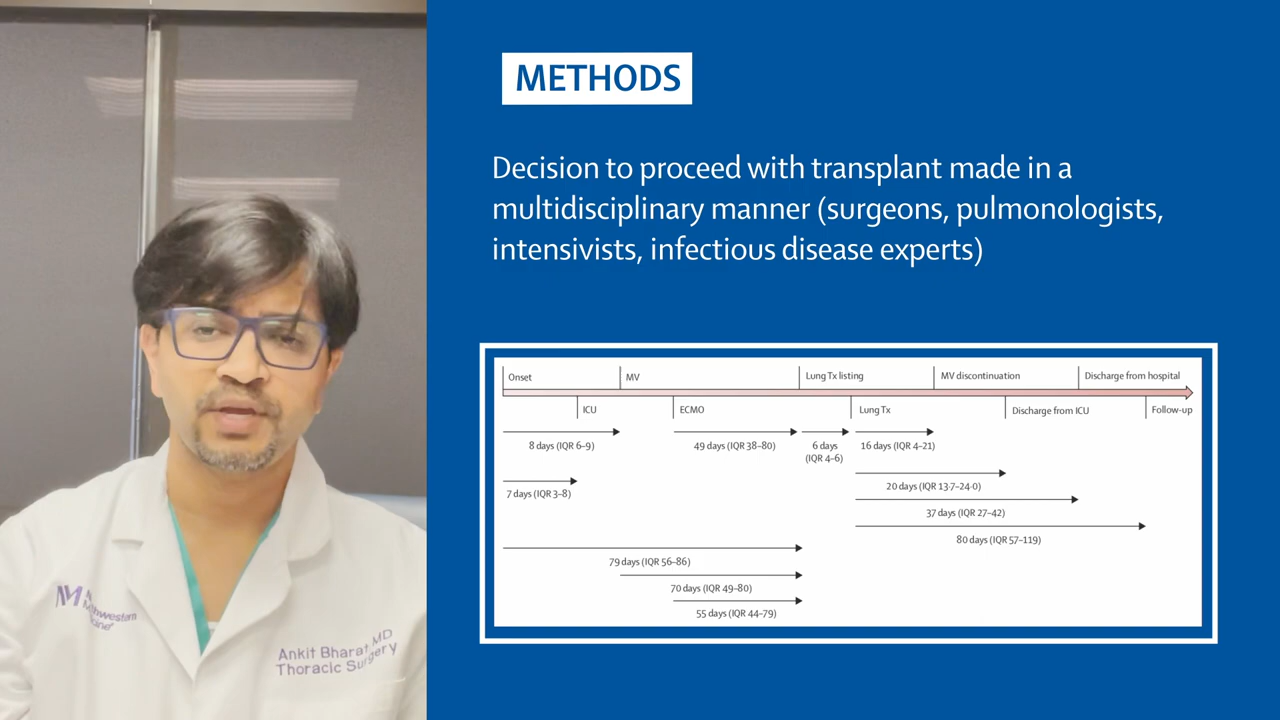 METHODS
Decision to proceed with transplant made in a
multidisciplinary manner (surgeons, pulmonologists,
intensivists, infectious disease experts)
Onset
MV
Lung Tx listing
MV discontinuation
Discharge from hospital
ICU
ECMO
Lung Tx
Discharge from ICU
Follow-up
8 days (IQR 6–9)
49 days (IQR 38–80)
6 days
(IQR 4–6)
16 days (IQR 4–21)
7 days (IQR 3–8)
20 days (IQR 13·7–24·0)
37 days (IQR 27–42)
80 days (IQR 57–119)
79 days (IQR 56–86)
70 days (IQR 49–80)
55 days (IQR 44–79)
Ankit Bharat, MD
Thoracic Surgery